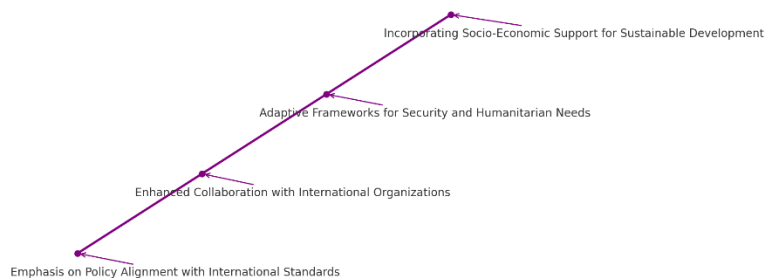 Incorporating Socio-Economic Support for Sustainable Development
Adaptive Frameworks for Security and Humanitarian Needs
Enhanced Collaboration with International Organizations
Emphasis on Policy Alignment with International Standards